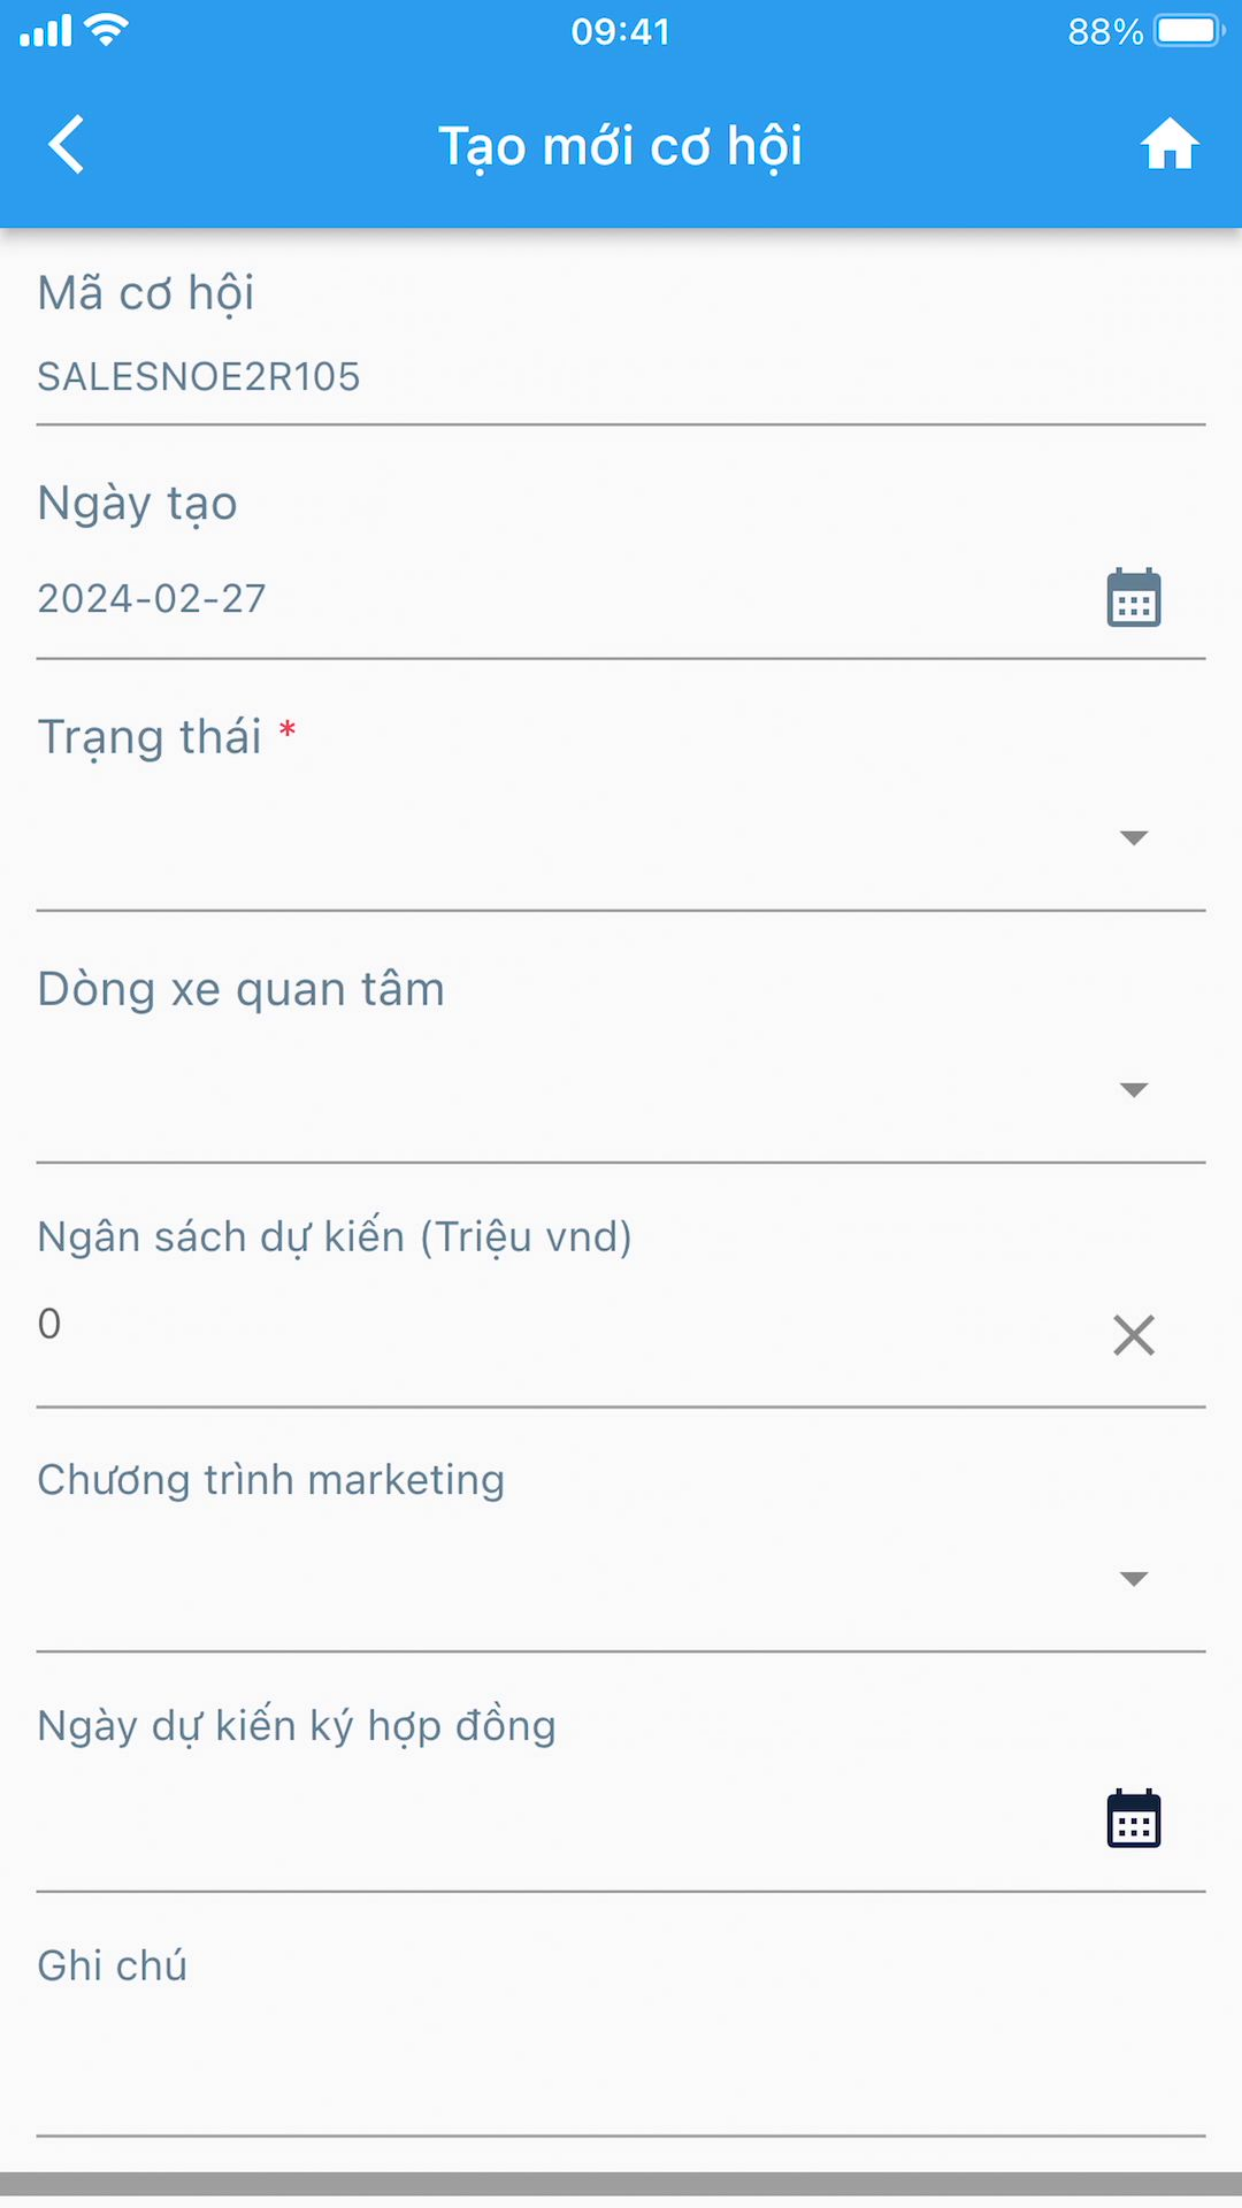 09:41
88%
Tạo mới cơ hội
Mã cơ hội
SALESNOE2R105
Ngày tạo
2024-02-27
Trạng thái *
Dòng xe quan tâm
Ngân sách dự kiến (Triệu vnd)
0
Chương trình marketing
Ngày dự kiến ký hợp đồng
Ghi chú